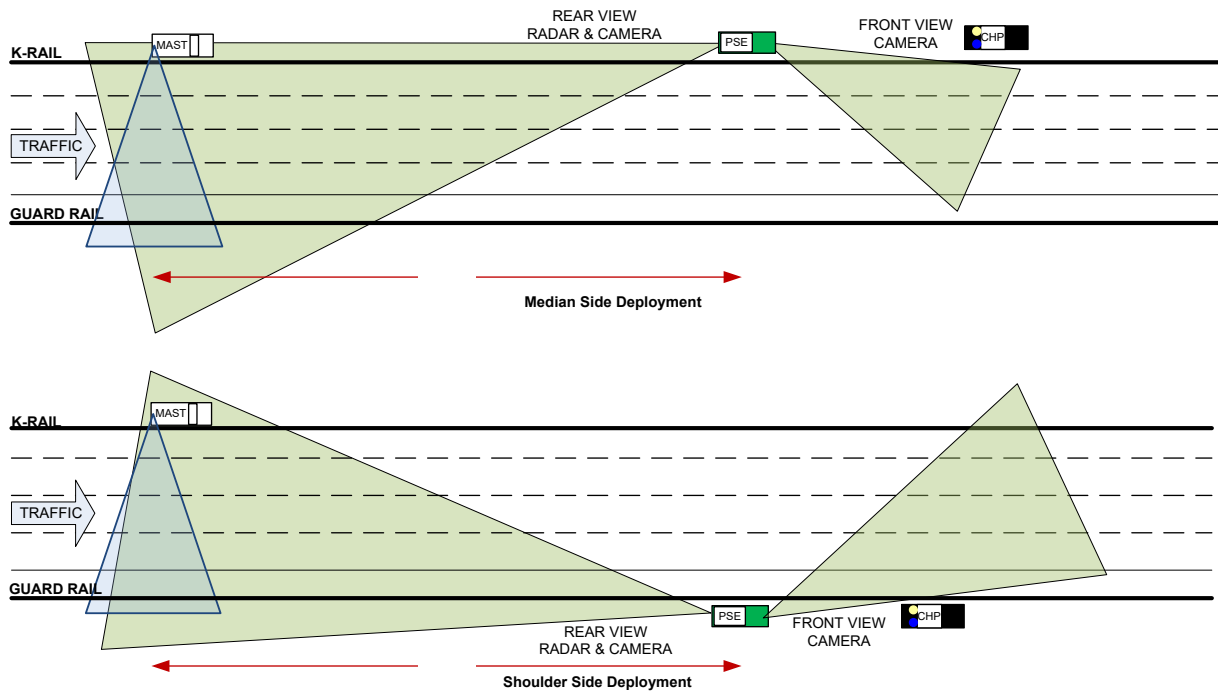 REAR VIEW
RADAR & CAMERA
FRONT VIEW
CAMERA
K-RAIL
MAST
PSE
CHP
TRAFFIC
GUARD RAIL
Median Side Deployment
K-RAIL
MAST
TRAFFIC
GUARD RAIL
PSE
CHP
REAR VIEW
RADAR & CAMERA
FRONT VIEW
CAMERA
Shoulder Side Deployment